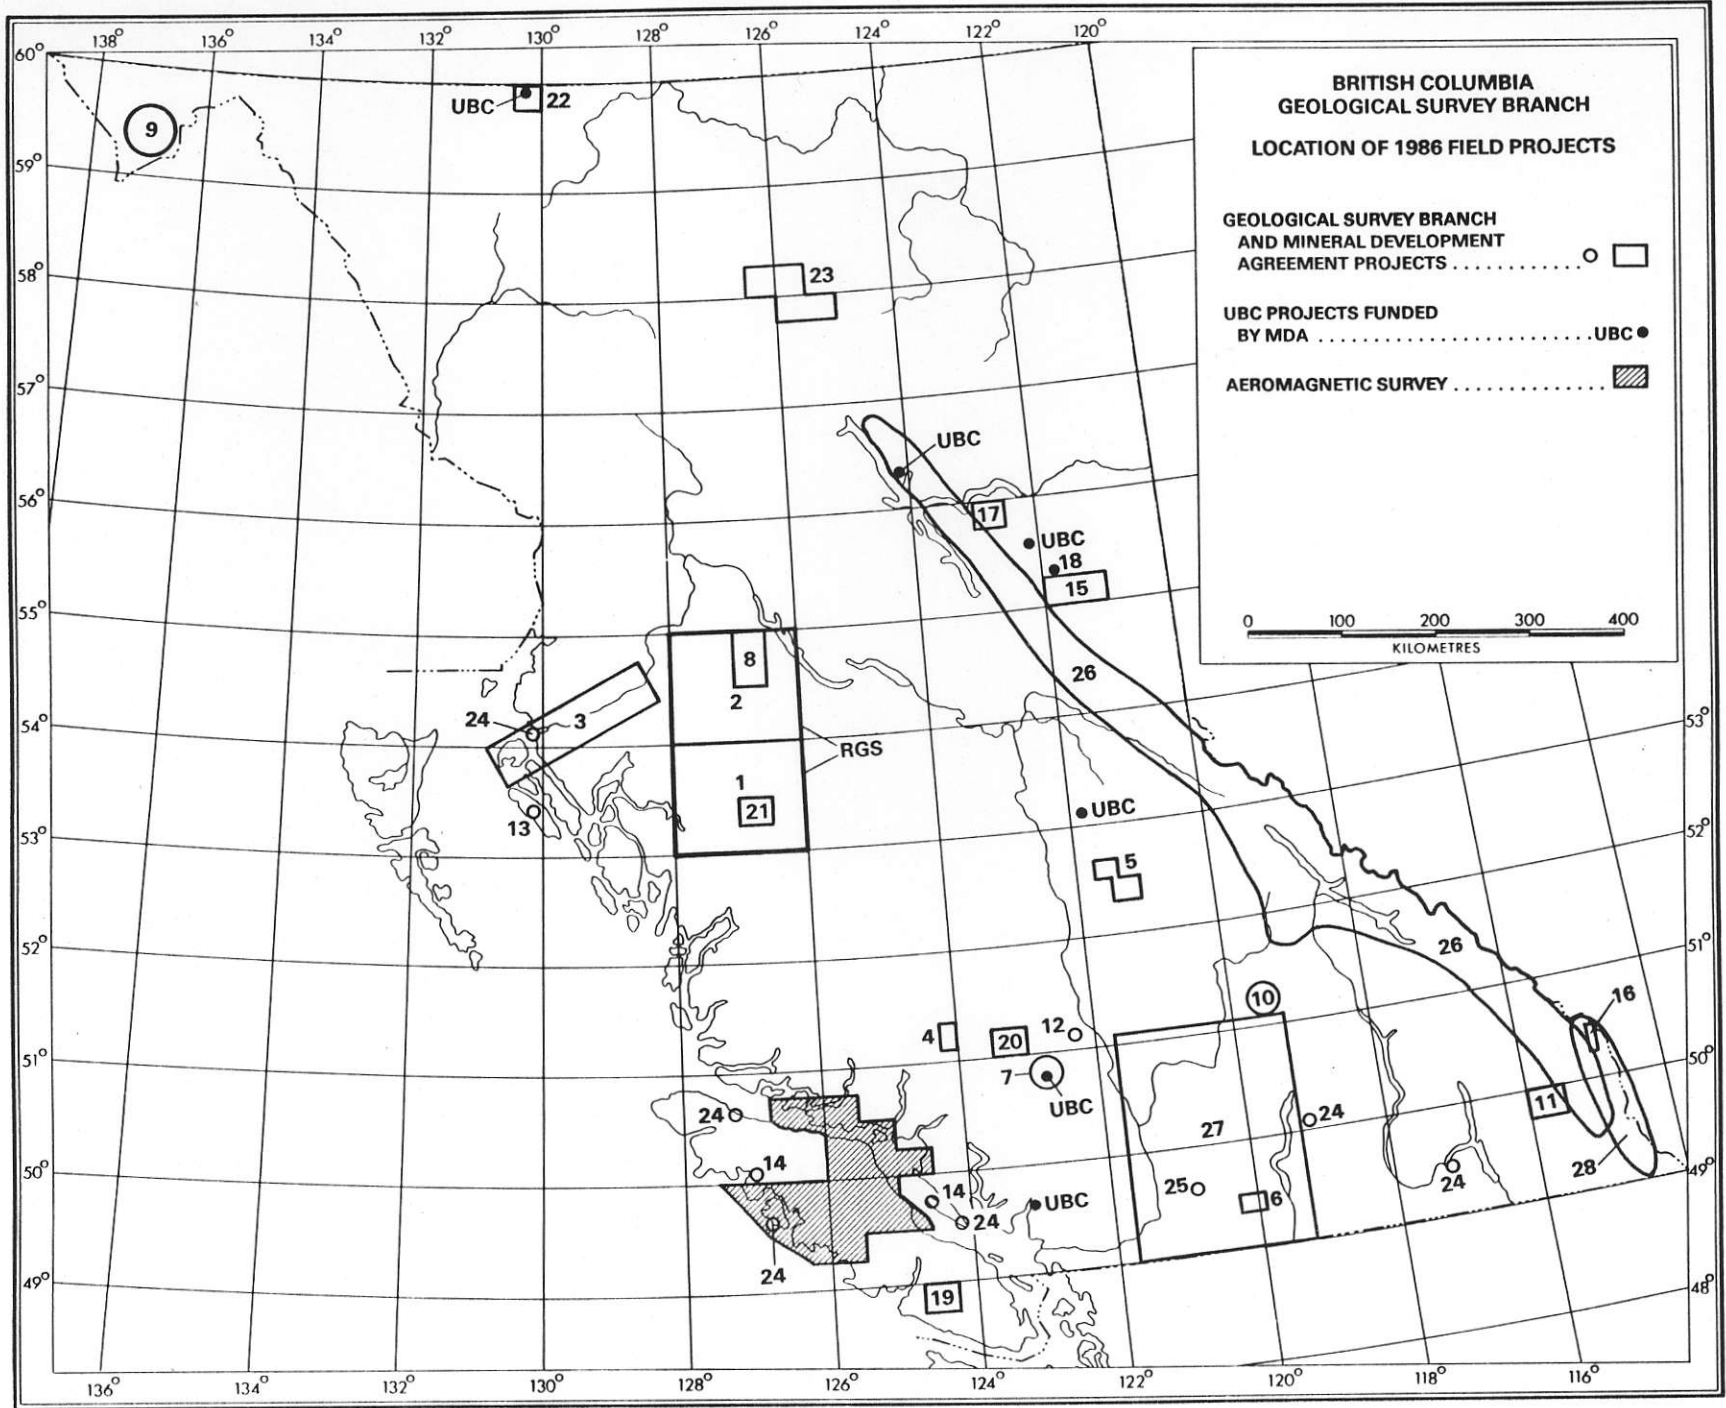 138° 136° 134° 132° 130° 128° 126° 124° 122° 120°
60°
BRITISH COLUMBIA
GEOLOGICAL SURVEY BRANCH
LOCATION OF 1986 FIELD PROJECTS
GEOLOGICAL SURVEY BRANCH
AND MINERAL DEVELOPMENT
AGREEMENT PROJECTS ............
UBC PROJECTS FUNDED
BY MDA ..........................UBC
AEROMAGNETIC SURVEY ...............
0 100 200 300 400
KILOMETRES
UBC 22
9
59°
58°
23
57°
UBC
56°
17
UBC
18
15
55°
8
26
2
24 3
54°
53°
RGS
1
21
13
UBC
53°
52°
5
52°
26
51°
10
16
4 20 12
51°
7
UBC
50°
11
24
27
24
14
50°
28
49°
14
25
6
24
UBC
24
24
49°
19
48°
136° 134° 132° 130° 128° 126° 124° 122° 120° 118° 116°